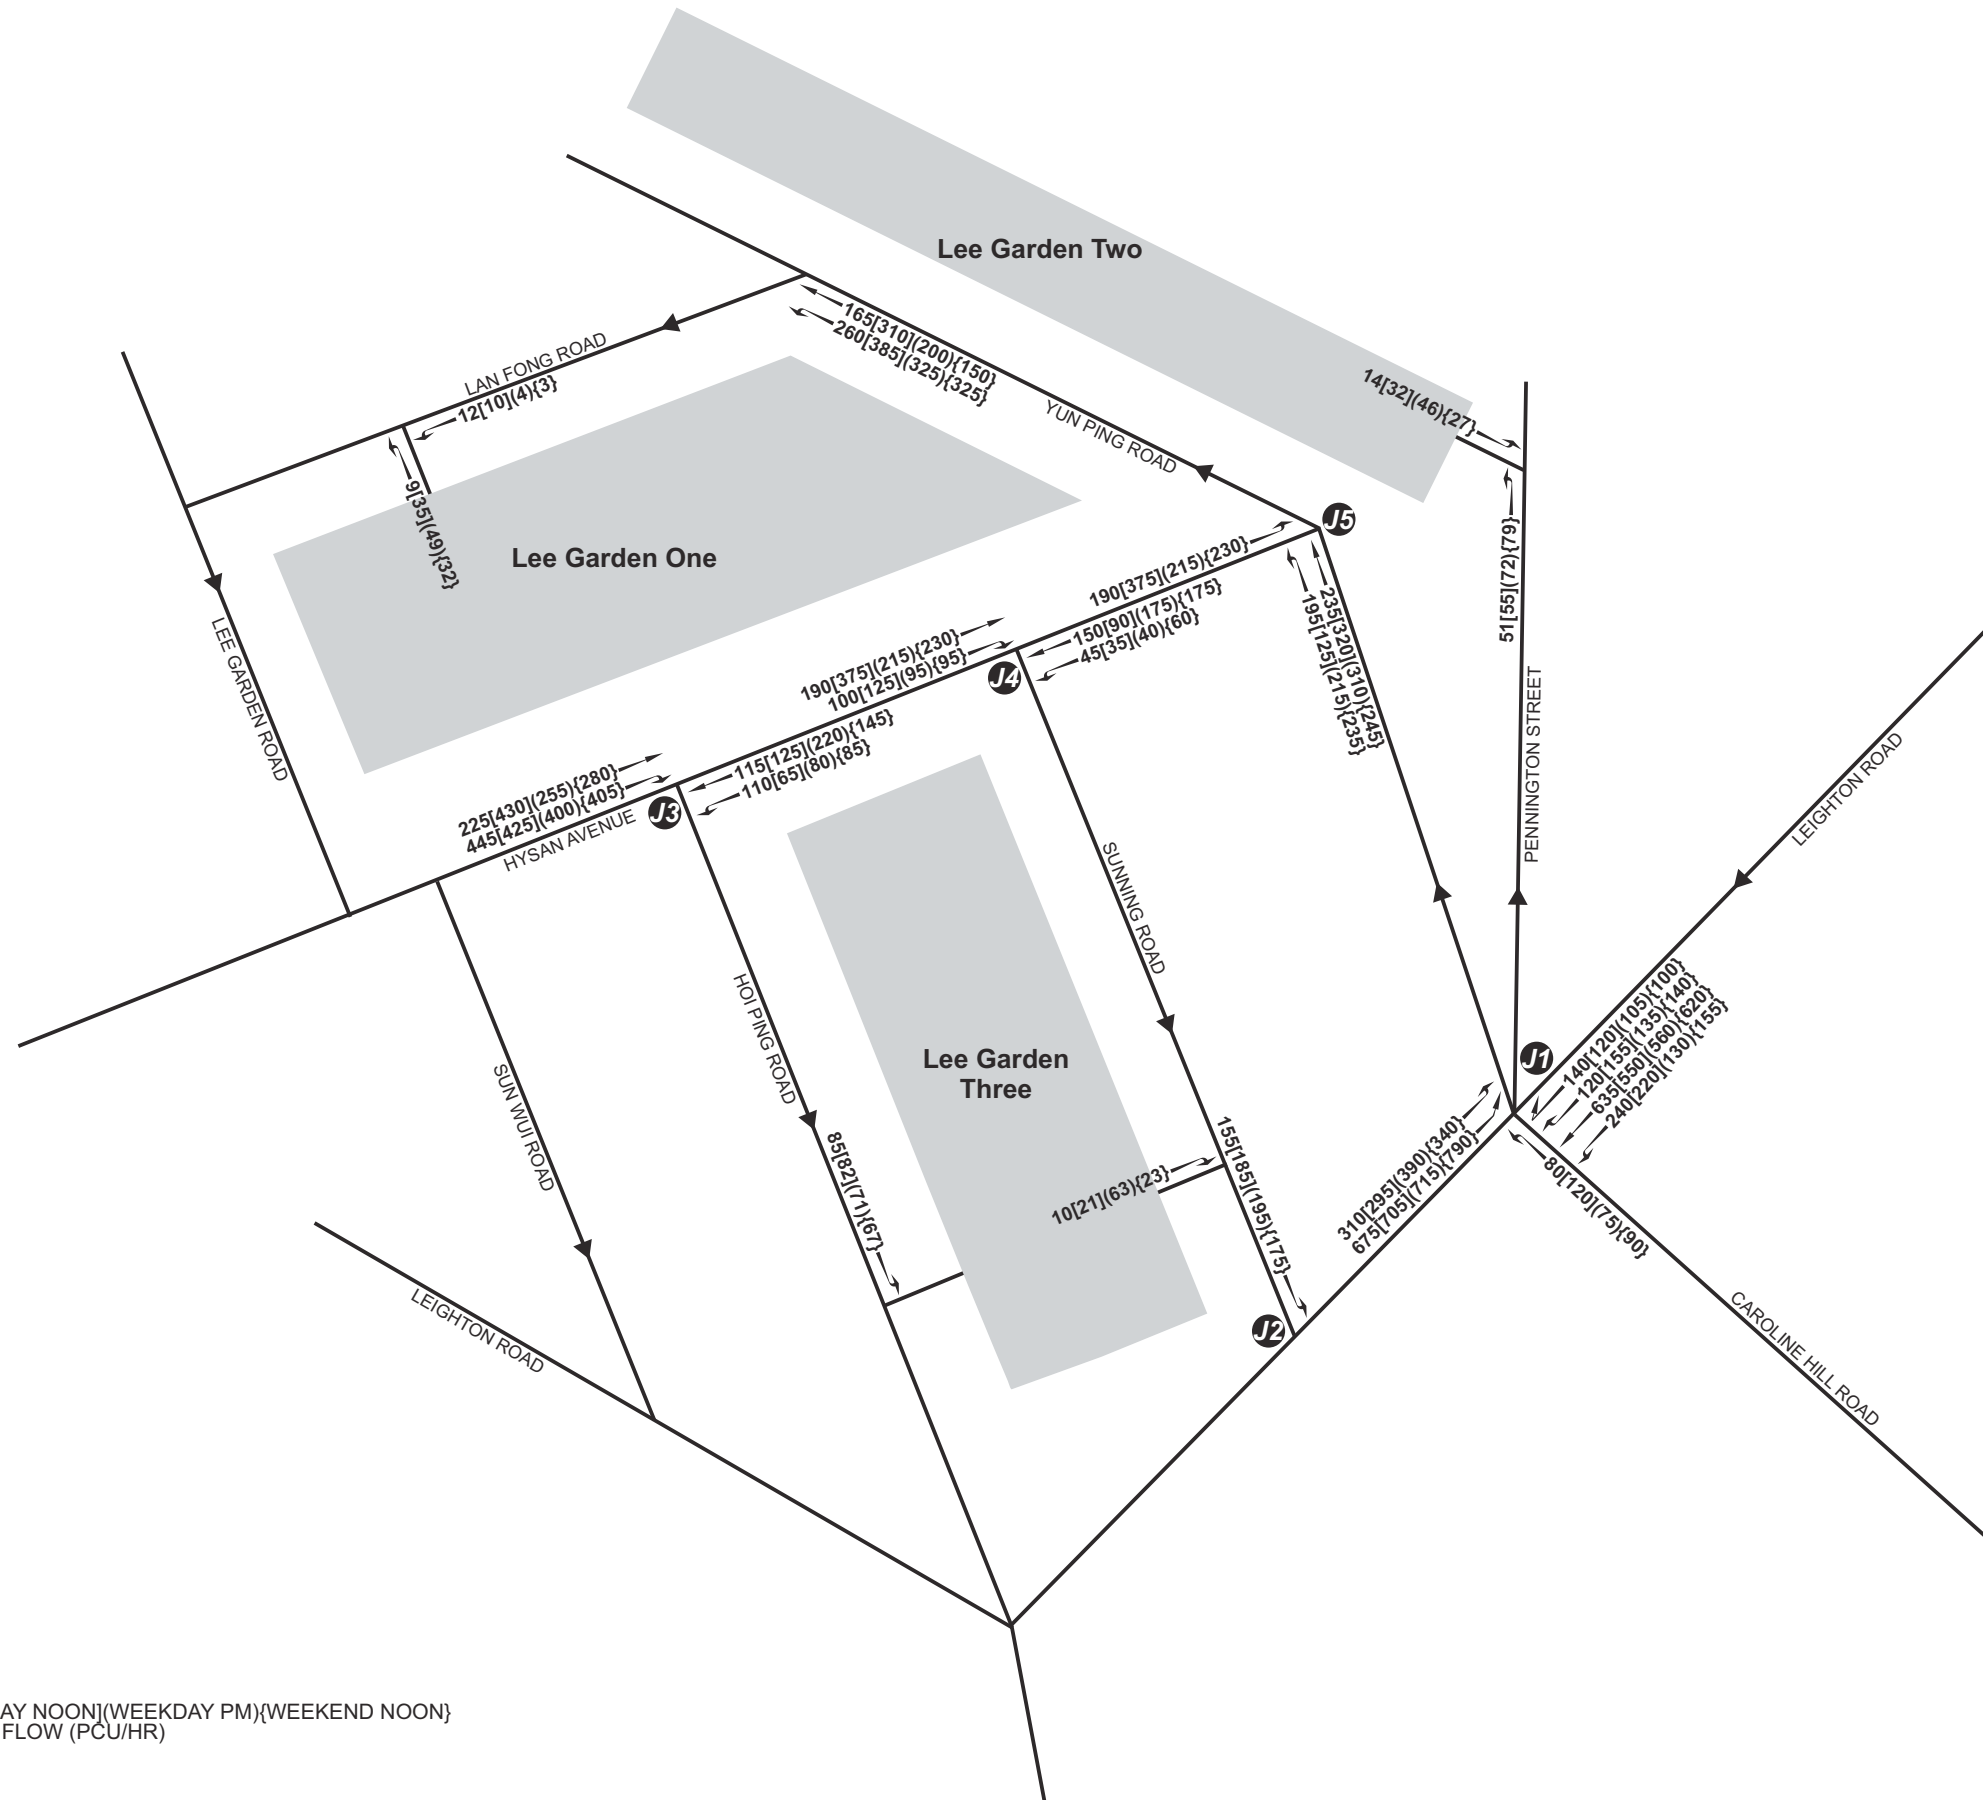 Lee Garden Two
165[310](200){150}
260[385](325){325}
LAN FONG ROAD
12[10](4){3}
YUN PING ROAD
14[32](46){27}
9[35](49){32}
Lee Garden One
J5
51[55](72){79}
190[375](215){230}
150[90](175){175}
45[35](40){60}
235[320](310){245}
195[125](215){235}
LEE GARDEN ROAD
190[375](215){230}
100[125](95){95}
J4
115[125](220){145}
110[65](80){85}
225[430](255){280}
445[425](400){405}
J3
HYSAN AVENUE
PENNINGTON STREET
LEIGHTON ROAD
SUNNING ROAD
HOI PING ROAD
SUN WUI ROAD
Lee Garden
Three
J1
140[120](105){100}
120[155](135){140}
635[550](560){620}
240[220](130){155}
310[295](390){340}
675[705](715){790}
80[120](75){90}
85[82](71){67}
10[21](63){23}
155[185](195){175}
J2
LEIGHTON ROAD
CAROLINE HILL ROAD
AY NOON](WEEKDAY PM){WEEKEND NOON}
FLOW (PCU/HR)